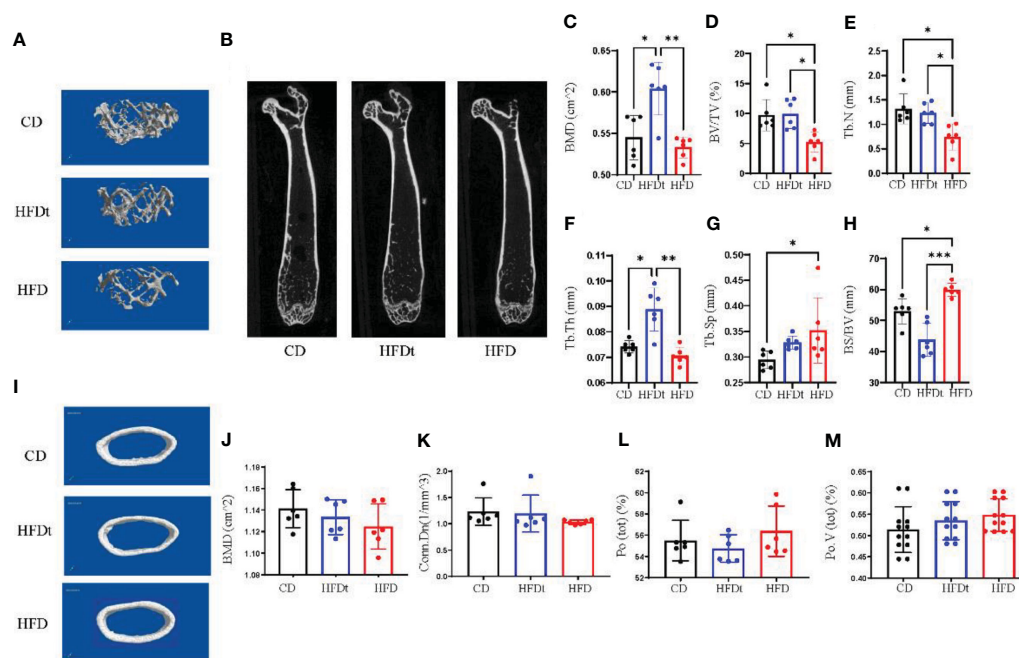 A
CD
HFDt
HFD
B
CD
HFDt
HFD
C
* **
BMD (cm^2)
0.65
0.60
0.55
0.50
CD HFDt HFD
D
*
*
BV/TV (%)
20
15
10
5
0
CD HFDt HFD
E
*
*
Tb.N (mm)
2.5
2.0
1.5
1.0
0.5
0.0
CD HFDt HFD
F
* **
Tb.Th (mm)
0.11
0.10
0.09
0.08
0.07
0.06
CD HFDt HFD
G
*
Tb.Sp (mm)
0.50
0.45
0.40
0.35
0.30
0.25
CD HFDt HFD
H
*
***
BS/BV (mm)
70
60
50
40
30
CD HFDt HFD
I
CD
HFDt
HFD
J
BMD (cm^2)
1.18
1.16
1.14
1.12
1.10
1.08
CD HFDt HFD
K
Conn.Dn(1/mm^3)
2.0
1.5
1.0
0.5
0.0
CD HFDt HFD
L
Po (tot) (%)
62
60
58
56
54
52
CD HFDt HFD
M
Po.V (tot) (%)
0.65
0.60
0.55
0.50
0.45
0.40
CD HFDt HFD